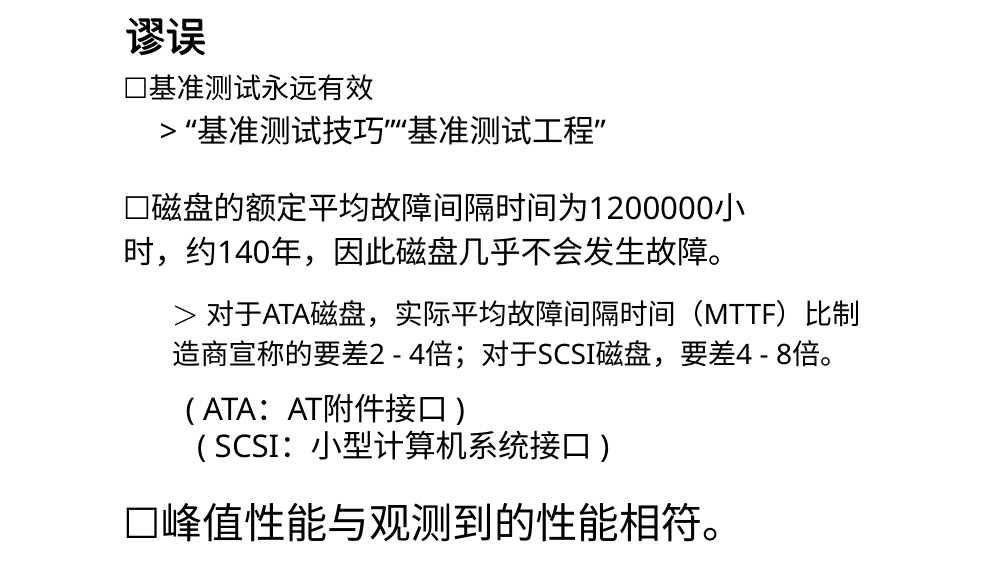 谬误
☐基准测试永远有效
> “基准测试技巧”“基准测试工程”
☐磁盘的额定平均故障间隔时间为1200000小
时，约140年，因此磁盘几乎不会发生故障。
> 对于ATA磁盘，实际平均故障间隔时间（MTTF）比制
造商宣称的要差2 - 4倍；对于SCSI磁盘，要差4 - 8倍。
( ATA：AT附件接口 )
( SCSI：小型计算机系统接口 )
☐峰值性能与观测到的性能相符。